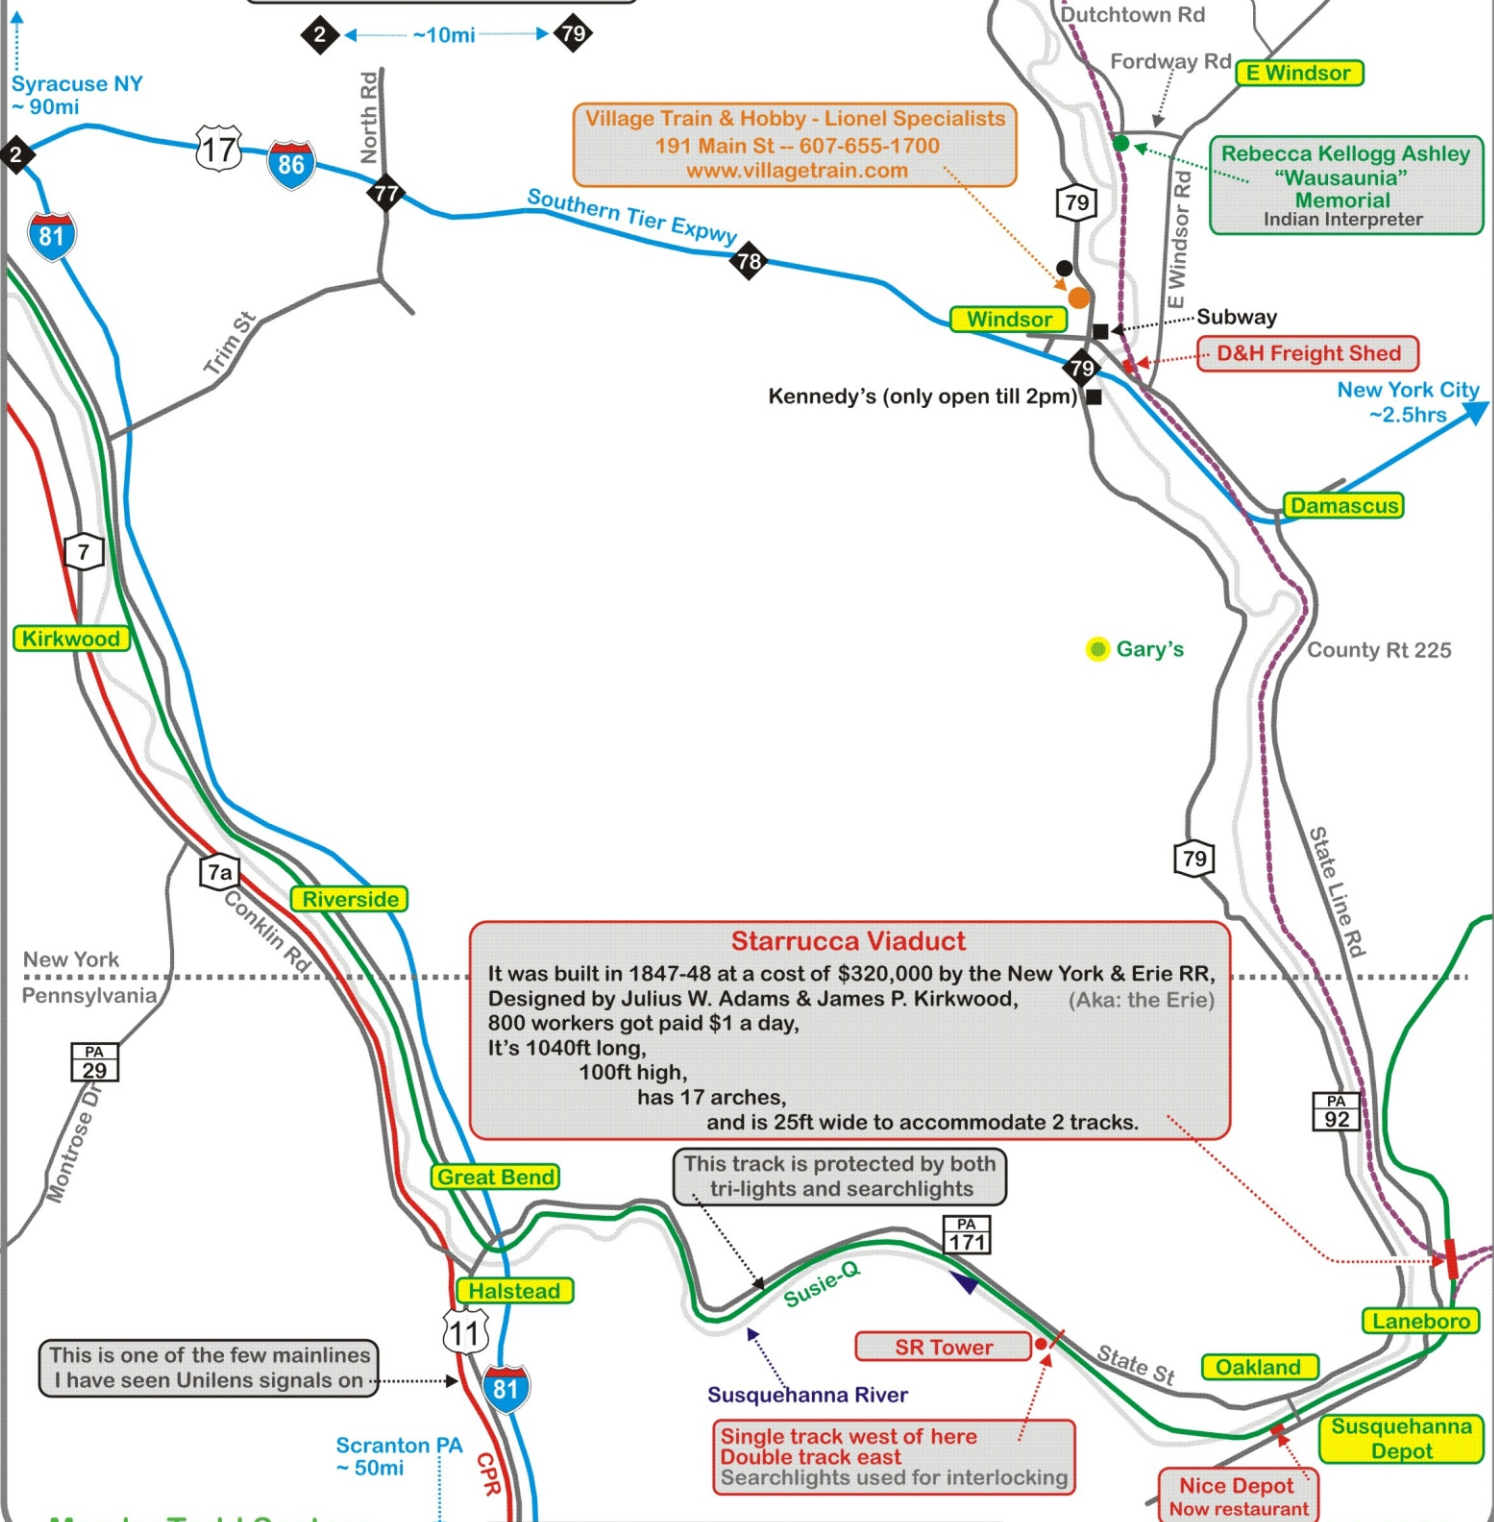 2
~10mi
79
Dutchtown Rd
Fordway Rd
E Windsor
Syracuse NY
~ 90mi
North Rd
2
17
86
77
81
Village Train & Hobby - Lionel Specialists
191 Main St -- 607-655-1700
www.villagetrain.com
Rebecca Kellogg Ashley
“Wausaunia”
Memorial
Indian Interpreter
79
E Windsor Rd
Southern Tier Expwy
78
Windsor
Subway
D&H Freight Shed
Trim St
79
Kennedy’s (only open till 2pm)
New York City
~2.5hrs
Damascus
7
Kirkwood
Gary’s
County Rt 225
79
State Line Rd
7a
Conklin Rd
Riverside
New York
Pennsylvania
Starrucca Viaduct
It was built in 1847-48 at a cost of $320,000 by the New York & Erie RR,
Designed by Julius W. Adams & James P. Kirkwood, (Aka: the Erie)
800 workers got paid $1 a day,
It’s 1040ft long,
100ft high,
has 17 arches,
and is 25ft wide to accommodate 2 tracks.
PA
29
Montrose Dr
PA
92
Great Bend
This track is protected by both
tri-lights and searchlights
PA
171
Susie-Q
Halstead
11
81
Laneboro
This is one of the few mainlines
I have seen Unilens signals on
SR Tower
State St
Oakland
Susquehanna River
Single track west of here
Double track east
Searchlights used for interlocking
Susquehanna
Depot
Scranton PA
~ 50mi
CPR
Nice Depot
Now restaurant